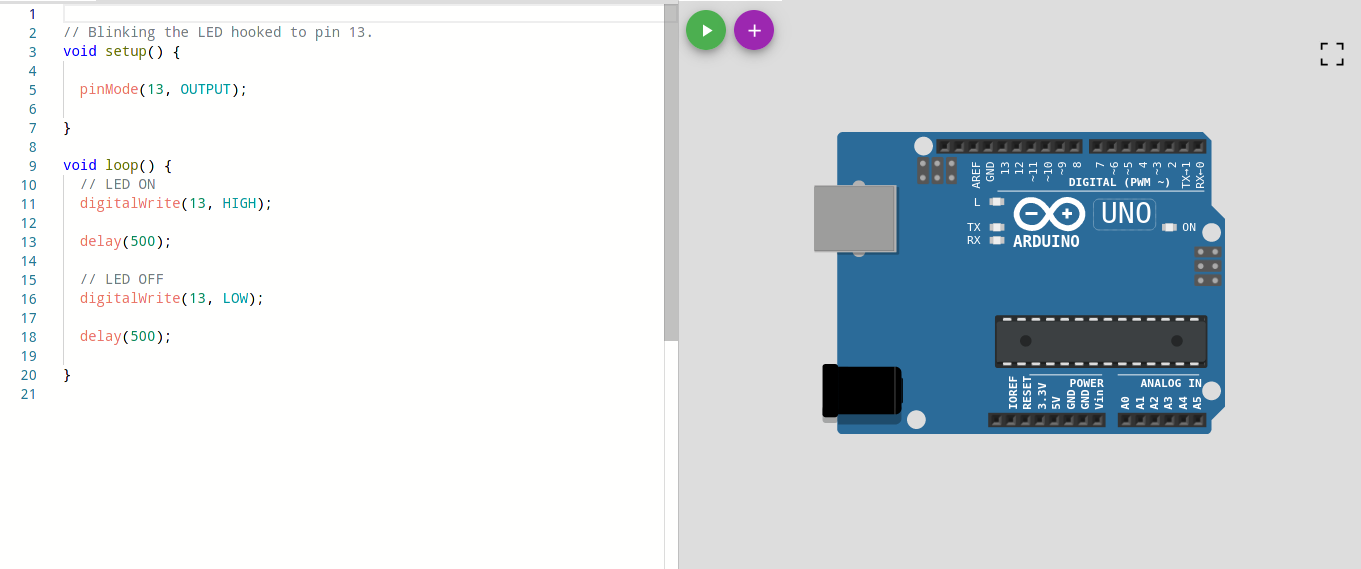 1
2 // Blinking the LED hooked to pin 13.
3 void setup() {
4
5 pinMode(13, OUTPUT);
6
7 }
8
9 void loop() {
10 // LED ON
11 digitalWrite(13, HIGH);
12
13 delay(500);
14
15 // LED OFF
16 digitalWrite(13, LOW);
17
18 delay(500);
19
20 }
21
AREF GND 13 12 ~11 ~10 ~9 8 7 ~6 ~5 4 ~3 2 TX→1 RX←0
DIGITAL (PWM ~)
L
UNO
TX ON
RX ARDUINO
POWER ANALOG IN
IOREF RESET 3.3V 5V GND GND Vin A0 A1 A2 A3 A4 A5